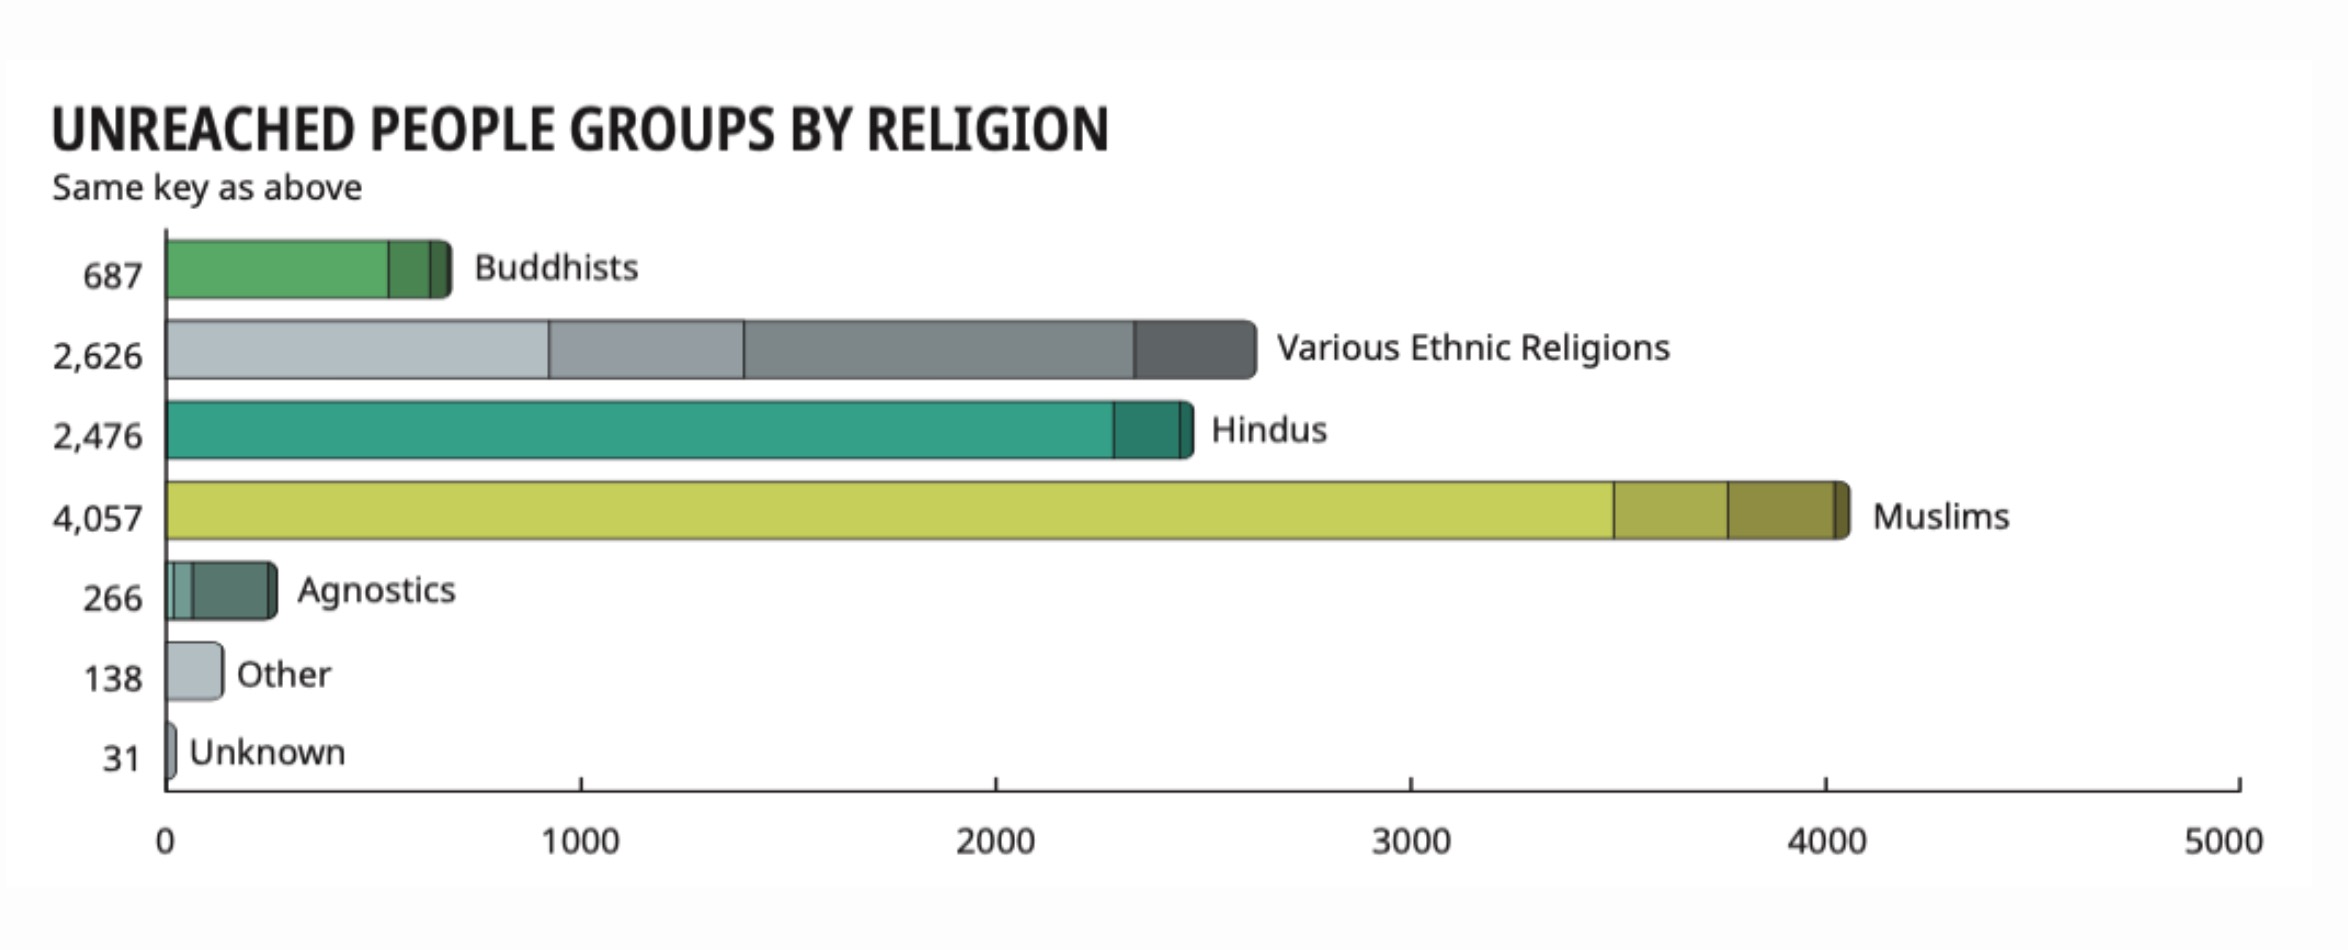 UNREACHED PEOPLE GROUPS BY RELIGION
Same key as above
687 Buddhists
2,626 Various Ethnic Religions
2,476 Hindus
4,057 Muslims
266 Agnostics
138 Other
31 Unknown
0 1000 2000 3000 4000 5000